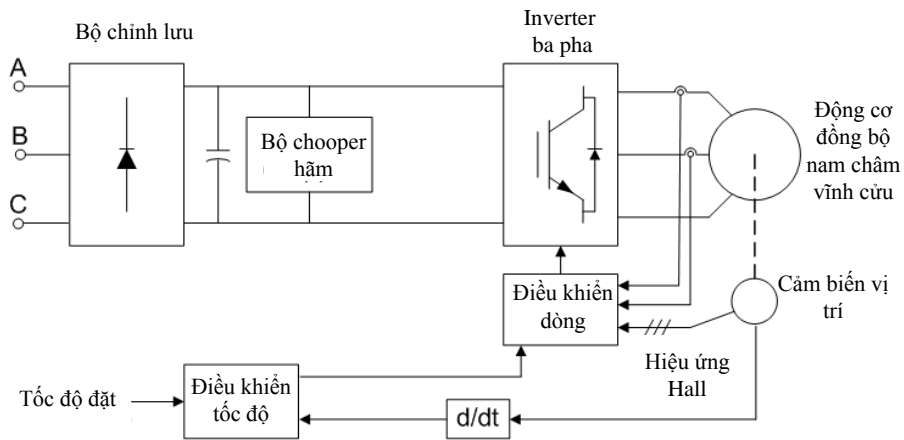 Bộ chỉnh lưu
Inverter
ba pha
A
B
C
Bộ chooper
hãm
Động cơ
đồng bộ
nam châm
vĩnh cửu
Điều khiển
dòng
Cảm biến vị
trí
Hiệu ứng
Hall
Tốc độ đặt
Điều khiển
tốc độ
d/dt